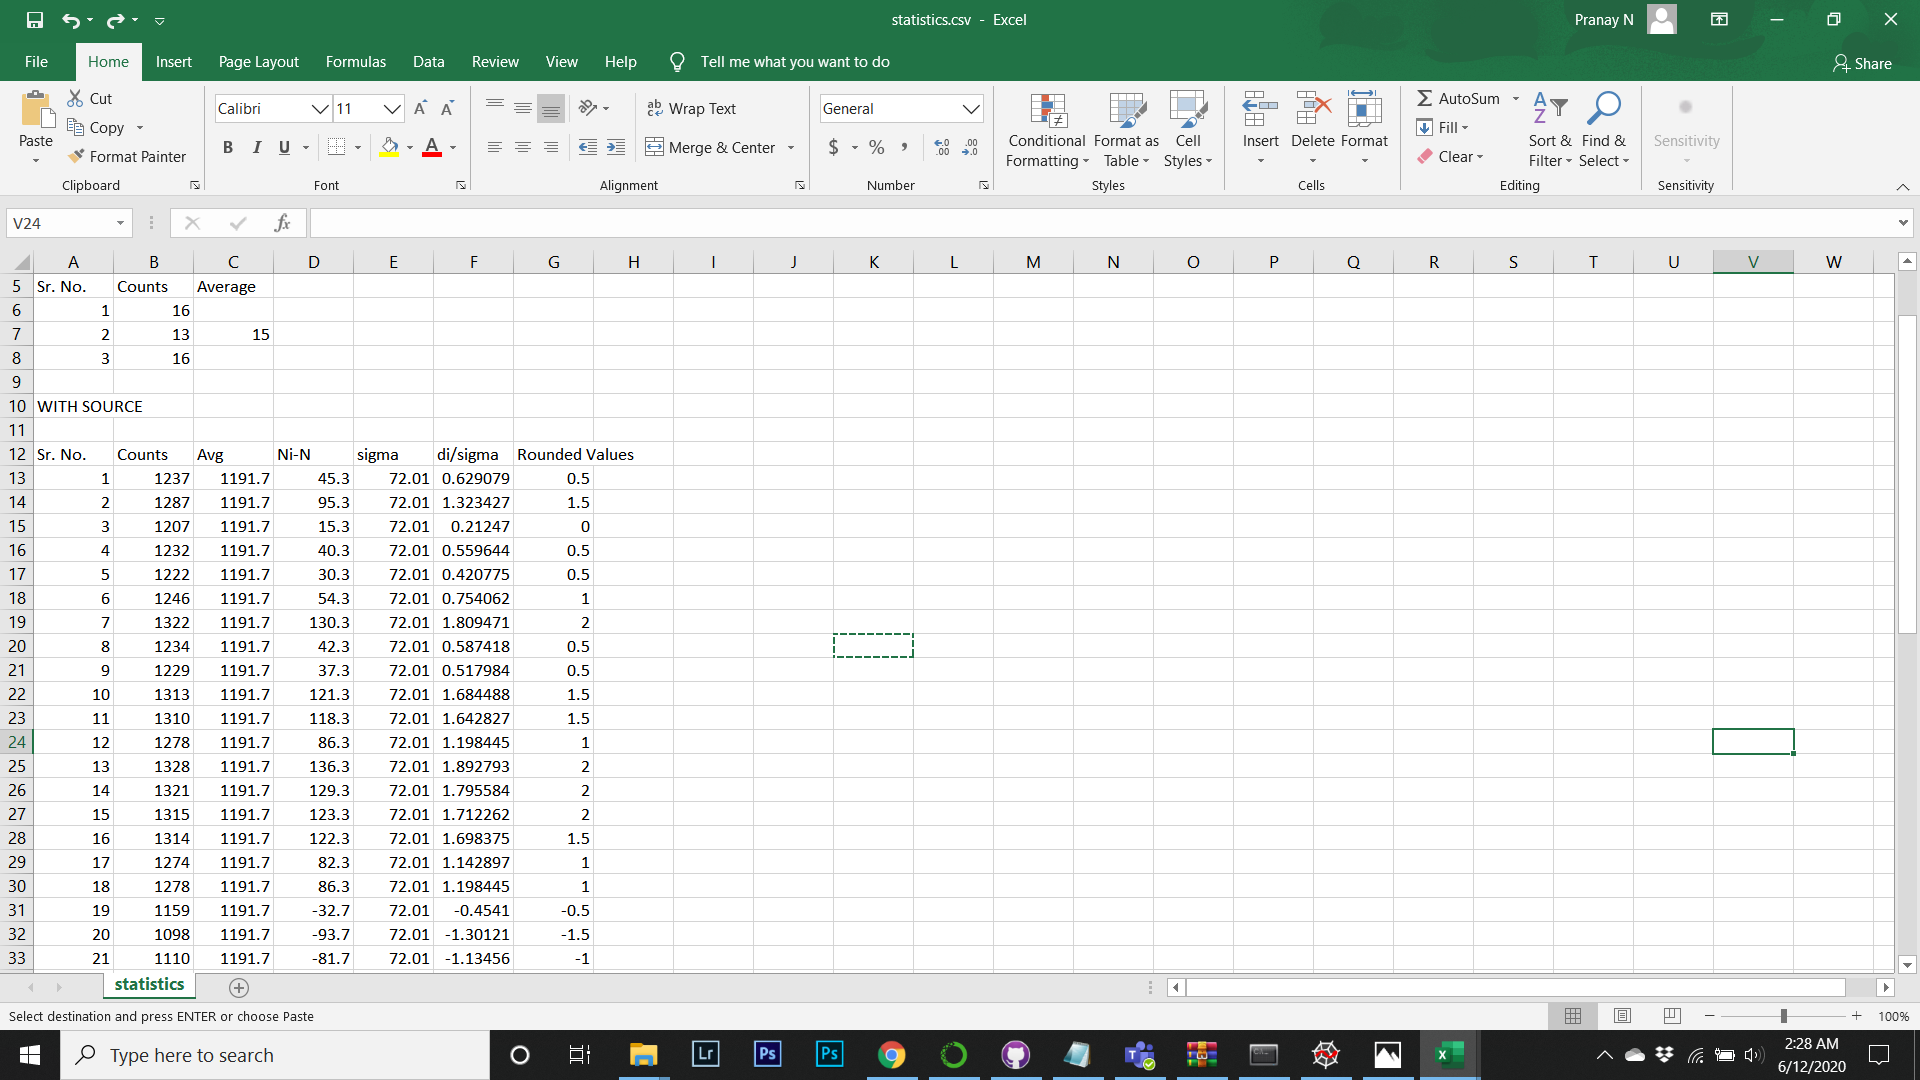 statistics.csv - Excel
Pranay N
File Home Insert Page Layout Formulas Data Review View Help Tell me what you want to do Share
Paste Cut Copy Format Painter Clipboard
Calibri 11 B I U A Font
Wrap Text Merge & Center Alignment
General $ % , Number
Conditional Formatting Format as Table Cell Styles Styles
Insert Delete Format Cells
AutoSum Fill Clear Sort & Filter Find & Select Editing
Sensitivity Sensitivity
V24 fx
A B C D E F G H I J K L M N O P Q R S T U V W
5 Sr. No. Counts Average
6 1 16
7 2 13 15
8 3 16
9
10 WITH SOURCE
11
12 Sr. No. Counts Avg Ni-N sigma di/sigma Rounded Values
13 1 1237 1191.7 45.3 72.01 0.629079 0.5
14 2 1287 1191.7 95.3 72.01 1.323427 1.5
15 3 1207 1191.7 15.3 72.01 0.21247 0
16 4 1232 1191.7 40.3 72.01 0.559644 0.5
17 5 1222 1191.7 30.3 72.01 0.420775 0.5
18 6 1246 1191.7 54.3 72.01 0.754062 1
19 7 1322 1191.7 130.3 72.01 1.809471 2
20 8 1234 1191.7 42.3 72.01 0.587418 0.5
21 9 1229 1191.7 37.3 72.01 0.517984 0.5
22 10 1313 1191.7 121.3 72.01 1.684488 1.5
23 11 1310 1191.7 118.3 72.01 1.642827 1.5
24 12 1278 1191.7 86.3 72.01 1.198445 1
25 13 1328 1191.7 136.3 72.01 1.892793 2
26 14 1321 1191.7 129.3 72.01 1.795584 2
27 15 1315 1191.7 123.3 72.01 1.712262 2
28 16 1314 1191.7 122.3 72.01 1.698375 1.5
29 17 1274 1191.7 82.3 72.01 1.142897 1
30 18 1278 1191.7 86.3 72.01 1.198445 1
31 19 1159 1191.7 -32.7 72.01 -0.4541 -0.5
32 20 1098 1191.7 -93.7 72.01 -1.30121 -1.5
33 21 1110 1191.7 -81.7 72.01 -1.13456 -1
statistics
Select destination and press ENTER or choose Paste
100%
Type here to search
Lr Ps Ps
2:28 AM
6/12/2020